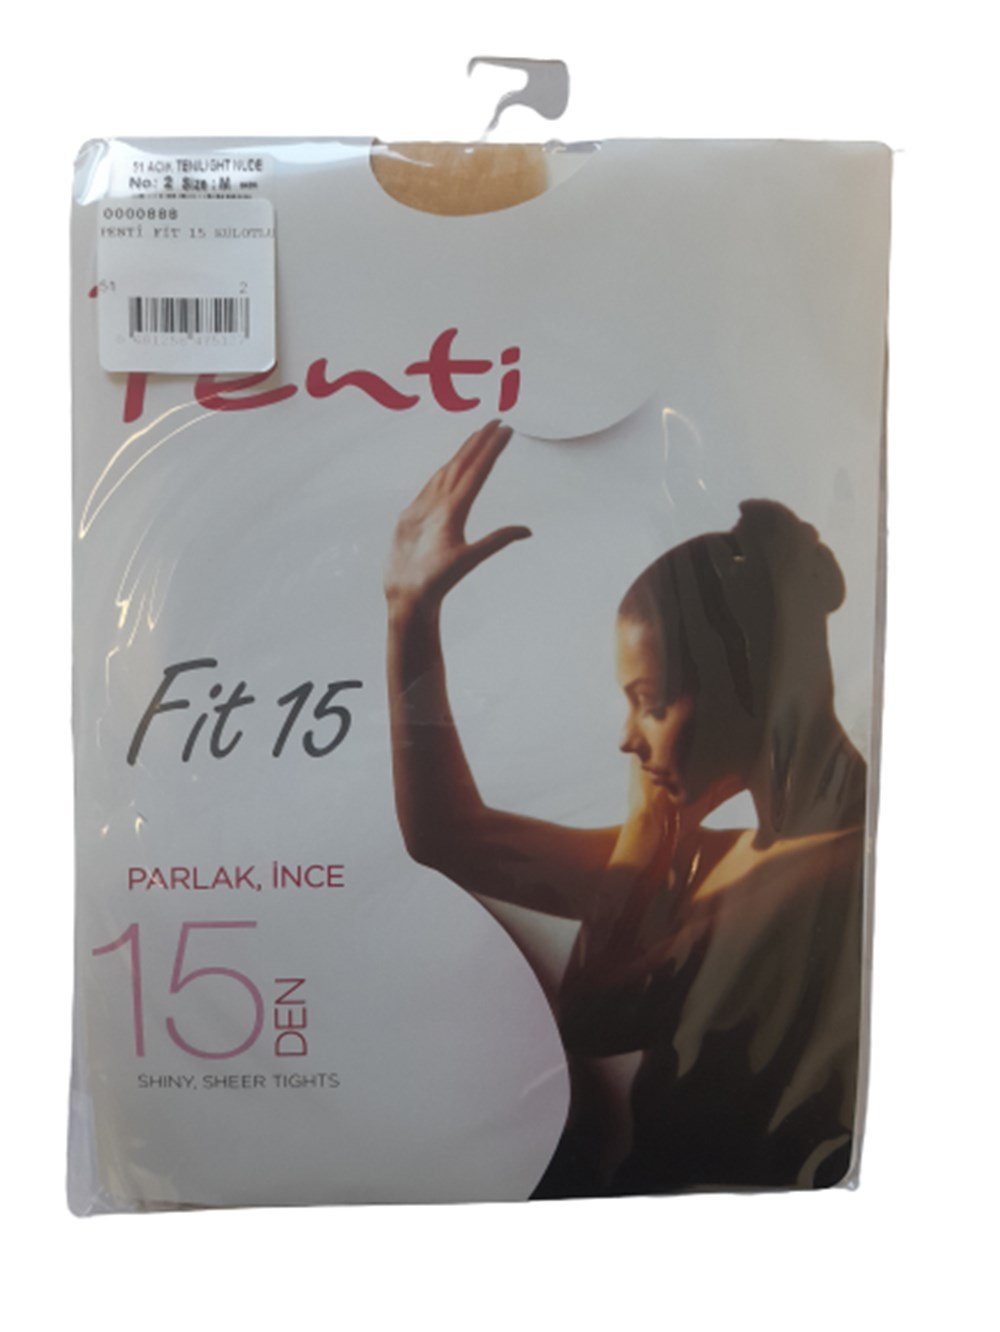 51 AÇIK TEN/LIGHT NUDE
No: 2 Size : M
0000888
PENTİ FİT 15 KÜLOTLU
51 2
Penti
Fit 15
PARLAK, İNCE
15 DEN
SHINY, SHEER TIGHTS